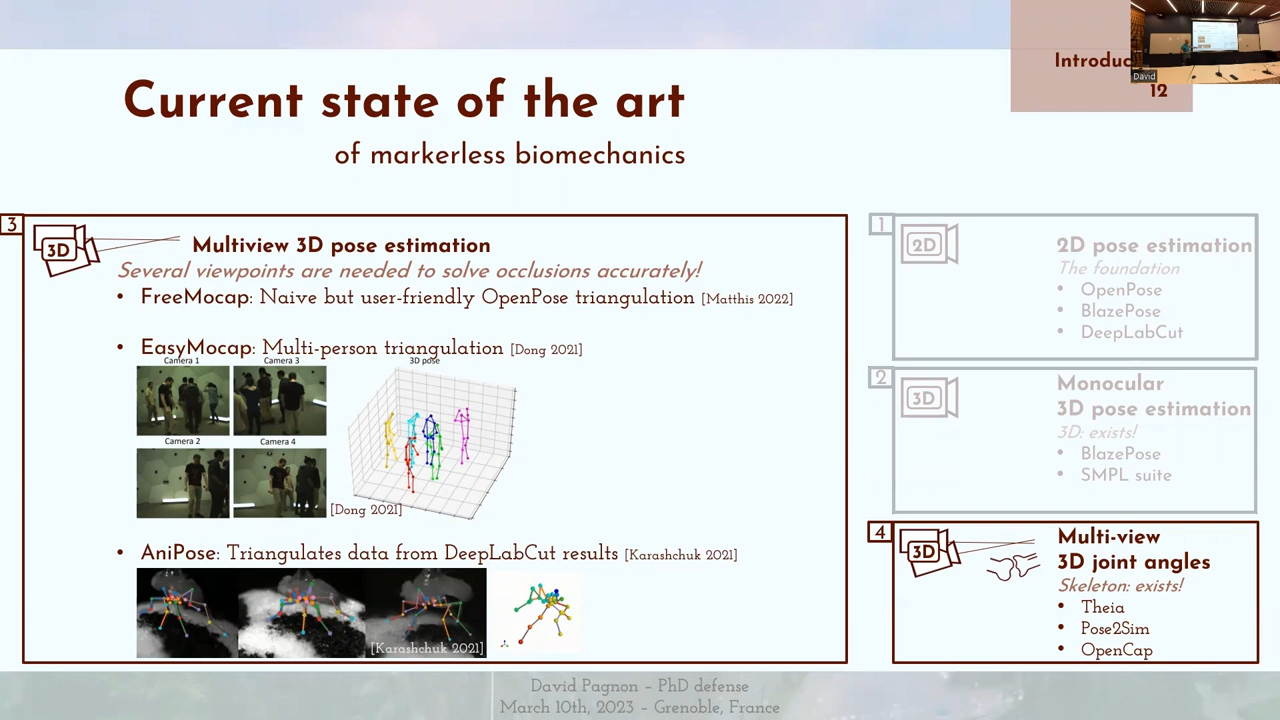 Current state of the art
of markerless biomechanics
David
12
3
3D
Multiview 3D pose estimation
Several viewpoints are needed to solve occlusions accurately!
• FreeMocap: Naive but user-friendly OpenPose triangulation [Matthis 2022]
• EasyMocap: Multi-person triangulation [Dong 2021]
Camera 1
Camera 3
3D pose
Camera 2
Camera 4
[Dong 2021]
• AniPose: Triangulates data from DeepLabCut results [Karashchuk 2021]
[Karashchuk 2021]
1
2D
2D pose estimation
The foundation
• OpenPose
• BlazePose
• DeepLabCut
2
3D
Monocular
3D pose estimation
3D: exists!
• BlazePose
• SMPL suite
4
3D
Multi-view
3D joint angles
Skeleton: exists!
• Theia
• Pose2Sim
• OpenCap
David Pagnon – PhD defense
March 10th, 2023 – Grenoble, France